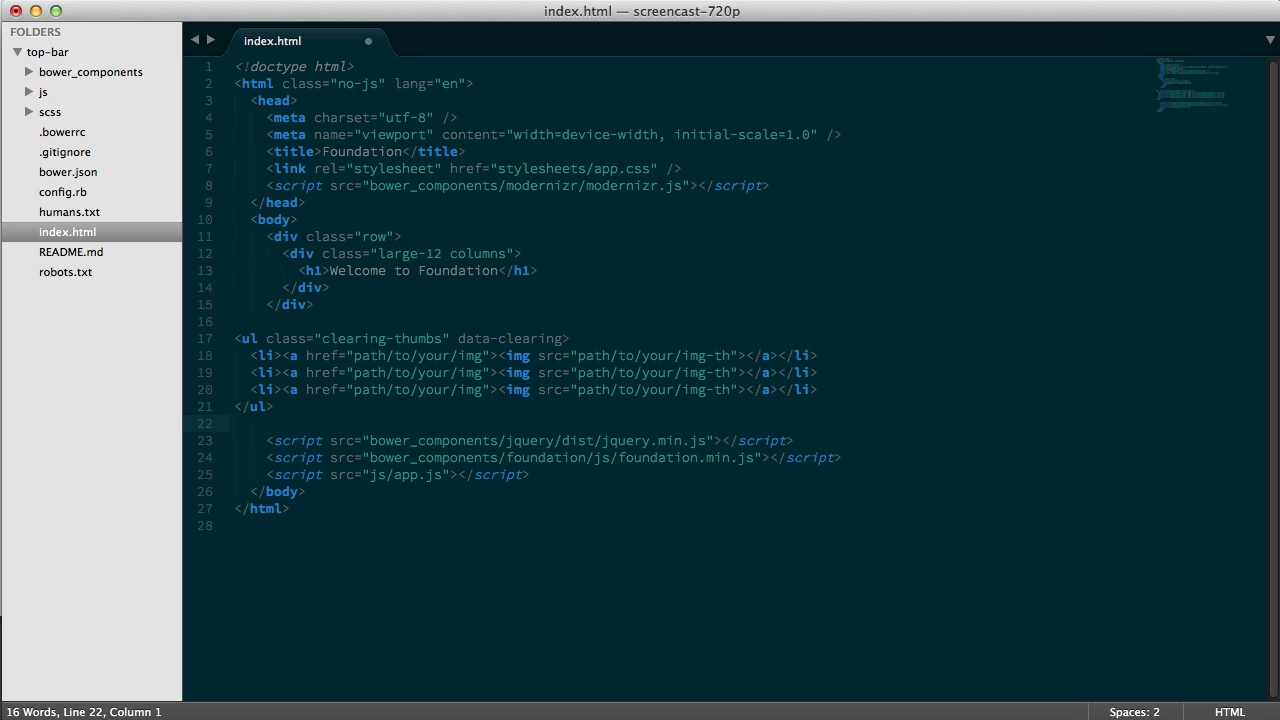 index.html — screencast-720p
FOLDERS
top-bar
bower_components
js
scss
.bowerrc
.gitignore
bower.json
config.rb
humans.txt
index.html
README.md
robots.txt
index.html
1 <!doctype html>
2 <html class="no-js" lang="en">
3 <head>
4 <meta charset="utf-8" />
5 <meta name="viewport" content="width=device-width, initial-scale=1.0" />
6 <title>Foundation</title>
7 <link rel="stylesheet" href="stylesheets/app.css" />
8 <script src="bower_components/modernizr/modernizr.js"></script>
9 </head>
10 <body>
11 <div class="row">
12 <div class="large-12 columns">
13 <h1>Welcome to Foundation</h1>
14 </div>
15 </div>
16
17 <ul class="clearing-thumbs" data-clearing>
18 <li><a href="path/to/your/img"><img src="path/to/your/img-th"></a></li>
19 <li><a href="path/to/your/img"><img src="path/to/your/img-th"></a></li>
20 <li><a href="path/to/your/img"><img src="path/to/your/img-th"></a></li>
21 </ul>
22
23 <script src="bower_components/jquery/dist/jquery.min.js"></script>
24 <script src="bower_components/foundation/js/foundation.min.js"></script>
25 <script src="js/app.js"></script>
26 </body>
27 </html>
28
16 Words, Line 22, Column 1
Spaces: 2
HTML